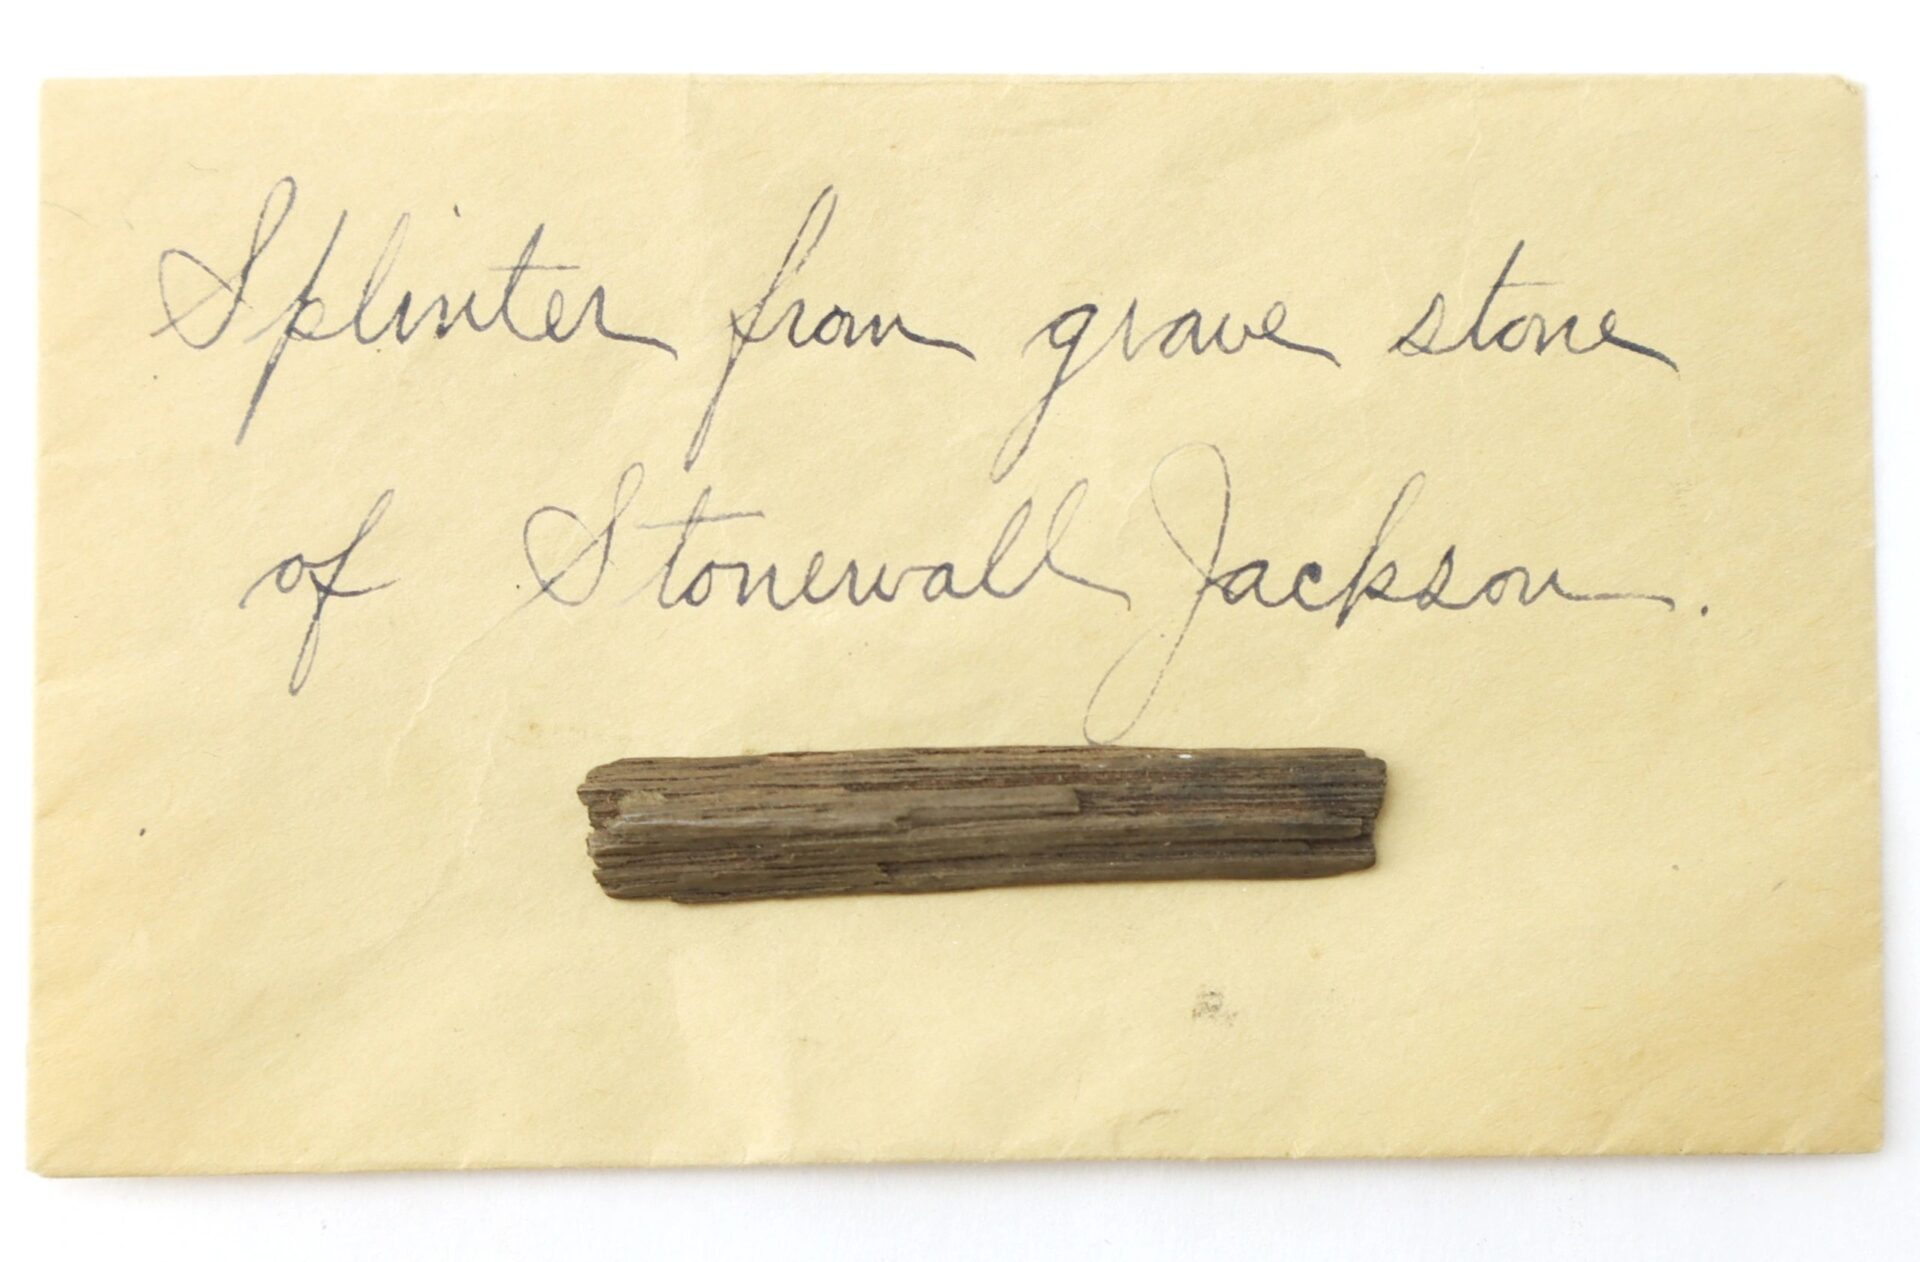 Splinter from grave stone
of Stonewall Jackson.